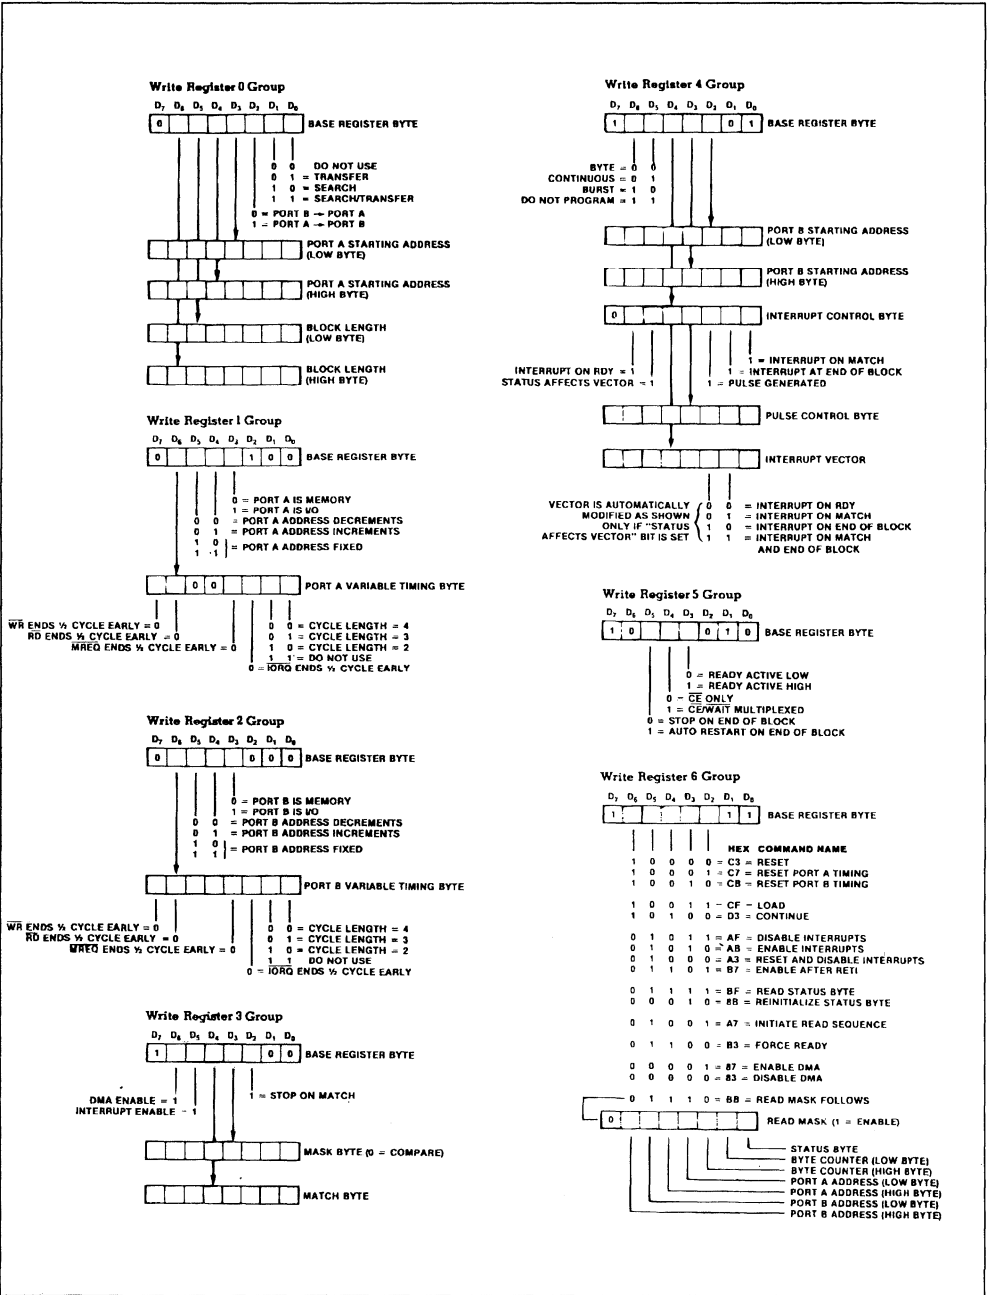 Write Register 0 Group
D7 D6 D5 D4 D3 D2 D1 D0
0 BASE REGISTER BYTE
0 0 DO NOT USE
0 1 = TRANSFER
1 0 = SEARCH
1 1 = SEARCH/TRANSFER
0 = PORT B → PORT A
1 = PORT A → PORT B
PORT A STARTING ADDRESS
(LOW BYTE)
PORT A STARTING ADDRESS
(HIGH BYTE)
BLOCK LENGTH
(LOW BYTE)
BLOCK LENGTH
(HIGH BYTE)
Write Register 1 Group
D7 D6 D5 D4 D3 D2 D1 D0
0 1 0 0 BASE REGISTER BYTE
0 = PORT A IS MEMORY
1 = PORT A IS I/O
0 0 = PORT A ADDRESS DECREMENTS
0 1 = PORT A ADDRESS INCREMENTS
1 0
1 1 = PORT A ADDRESS FIXED
0 0 PORT A VARIABLE TIMING BYTE
WR ENDS ½ CYCLE EARLY = 0
RD ENDS ½ CYCLE EARLY = 0
MREQ ENDS ½ CYCLE EARLY = 0
0 0 = CYCLE LENGTH = 4
0 1 = CYCLE LENGTH = 3
1 0 = CYCLE LENGTH = 2
1 1 = DO NOT USE
0 = IORQ ENDS ½ CYCLE EARLY
Write Register 2 Group
D7 D6 D5 D4 D3 D2 D1 D0
0 0 0 0 BASE REGISTER BYTE
0 = PORT B IS MEMORY
1 = PORT B IS I/O
0 0 = PORT B ADDRESS DECREMENTS
0 1 = PORT B ADDRESS INCREMENTS
1 0
1 1 = PORT B ADDRESS FIXED
PORT B VARIABLE TIMING BYTE
WR ENDS ½ CYCLE EARLY = 0
RD ENDS ½ CYCLE EARLY = 0
MREQ ENDS ½ CYCLE EARLY = 0
0 0 = CYCLE LENGTH = 4
0 1 = CYCLE LENGTH = 3
1 0 = CYCLE LENGTH = 2
1 1 DO NOT USE
0 = IORQ ENDS ½ CYCLE EARLY
Write Register 3 Group
D7 D6 D5 D4 D3 D2 D1 D0
1 0 0 BASE REGISTER BYTE
DMA ENABLE = 1
INTERRUPT ENABLE - 1
1 = STOP ON MATCH
MASK BYTE (0 = COMPARE)
MATCH BYTE
Write Register 4 Group
D7 D6 D5 D4 D3 D2 D1 D0
1 0 1 BASE REGISTER BYTE
BYTE = 0 0
CONTINUOUS = 0 1
BURST = 1 0
DO NOT PROGRAM = 1 1
PORT B STARTING ADDRESS
(LOW BYTE)
PORT B STARTING ADDRESS
(HIGH BYTE)
0 INTERRUPT CONTROL BYTE
INTERRUPT ON RDY = 1
STATUS AFFECTS VECTOR = 1
1 = INTERRUPT ON MATCH
1 = INTERRUPT AT END OF BLOCK
1 = PULSE GENERATED
PULSE CONTROL BYTE
INTERRUPT VECTOR
VECTOR IS AUTOMATICALLY
MODIFIED AS SHOWN
ONLY IF "STATUS
AFFECTS VECTOR" BIT IS SET
0 0 = INTERRUPT ON RDY
0 1 = INTERRUPT ON MATCH
1 0 = INTERRUPT ON END OF BLOCK
1 1 = INTERRUPT ON MATCH
AND END OF BLOCK
Write Register 5 Group
D7 D6 D5 D4 D3 D2 D1 D0
1 0 0 1 0 BASE REGISTER BYTE
0 = READY ACTIVE LOW
1 = READY ACTIVE HIGH
0 - CE ONLY
1 = CE/WAIT MULTIPLEXED
0 = STOP ON END OF BLOCK
1 = AUTO RESTART ON END OF BLOCK
Write Register 6 Group
D7 D6 D5 D4 D3 D2 D1 D0
1 1 1 BASE REGISTER BYTE
HEX COMMAND NAME
1 0 0 0 0 = C3 = RESET
1 0 0 0 1 = C7 = RESET PORT A TIMING
1 0 0 1 0 = CB = RESET PORT B TIMING
1 0 0 1 1 - CF - LOAD
1 0 1 0 0 = D3 = CONTINUE
0 1 0 1 1 = AF = DISABLE INTERRUPTS
0 1 0 1 0 = AB = ENABLE INTERRUPTS
0 1 0 0 0 = A3 = RESET AND DISABLE INTERRUPTS
0 1 1 0 1 = B7 = ENABLE AFTER RETI
0 1 1 1 1 = BF = READ STATUS BYTE
0 0 0 1 0 = 8B = REINITIALIZE STATUS BYTE
0 1 0 0 1 = A7 = INITIATE READ SEQUENCE
0 1 1 0 0 = B3 = FORCE READY
0 0 0 0 1 = 87 = ENABLE DMA
0 0 0 0 0 = 83 = DISABLE DMA
0 1 1 1 0 = BB = READ MASK FOLLOWS
0 READ MASK (1 = ENABLE)
STATUS BYTE
BYTE COUNTER (LOW BYTE)
BYTE COUNTER (HIGH BYTE)
PORT A ADDRESS (LOW BYTE)
PORT A ADDRESS (HIGH BYTE)
PORT B ADDRESS (LOW BYTE)
PORT B ADDRESS (HIGH BYTE)